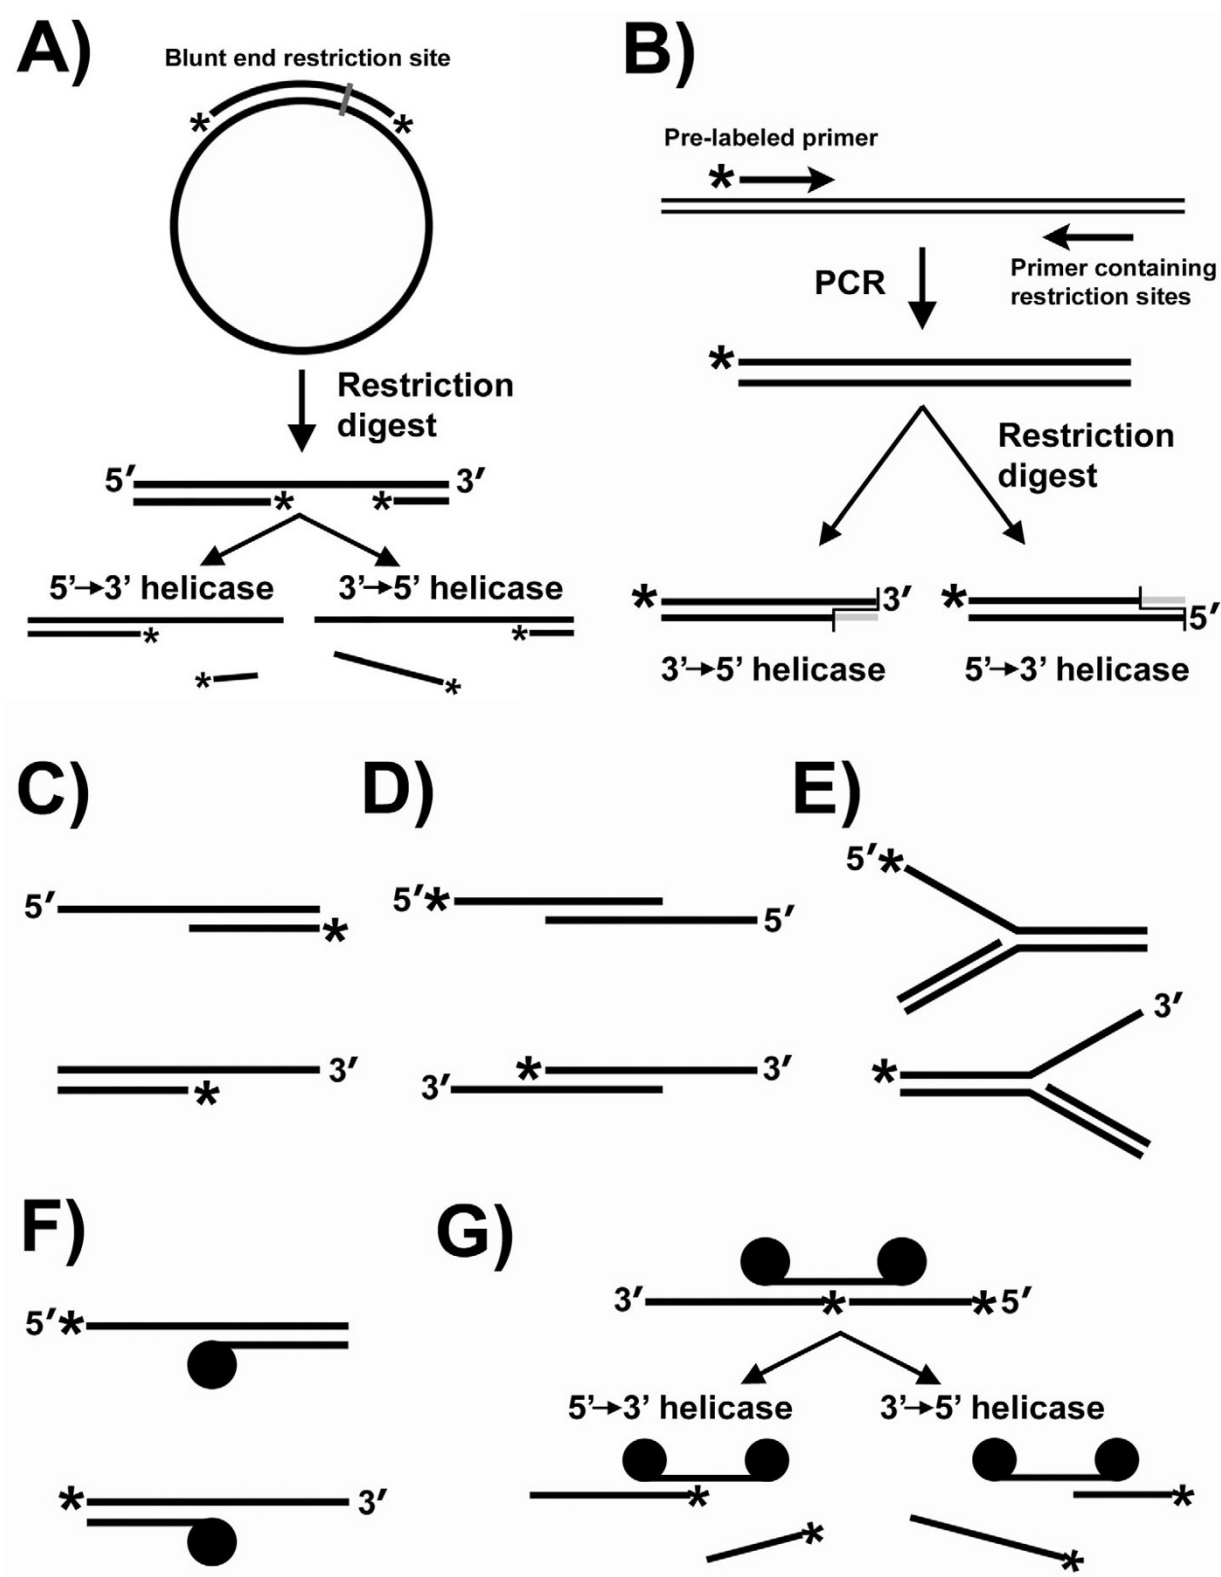 A)
Blunt end restriction site
* *
Restriction
digest
5′ 3′
* *
5’→3’ helicase 3’→5’ helicase
* *
* *
B)
Pre-labeled primer
*
Primer containing
restriction sites
PCR
*
Restriction
digest
* 3′ * 5′
3’→5’ helicase 5’→3’ helicase
C)
5′
*
3′
*
D)
5′* 5′
* 3′
3′
E)
5′*
3′
*
F)
5′*
* 3′
G)
3′ * *5′
5’→3’ helicase 3’→5’ helicase
* *
* *